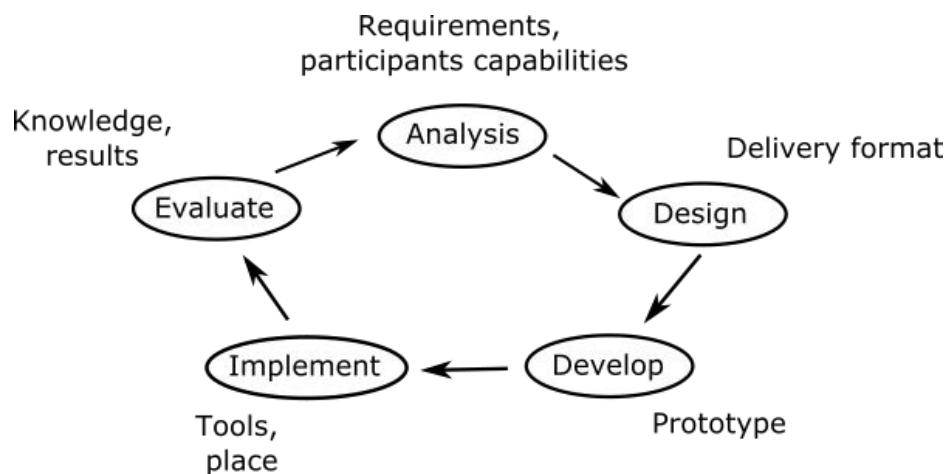 Requirements,
participants capabilities
Analysis
Knowledge,
results
Delivery format
Evaluate
Design
Implement
Develop
Tools,
place
Prototype